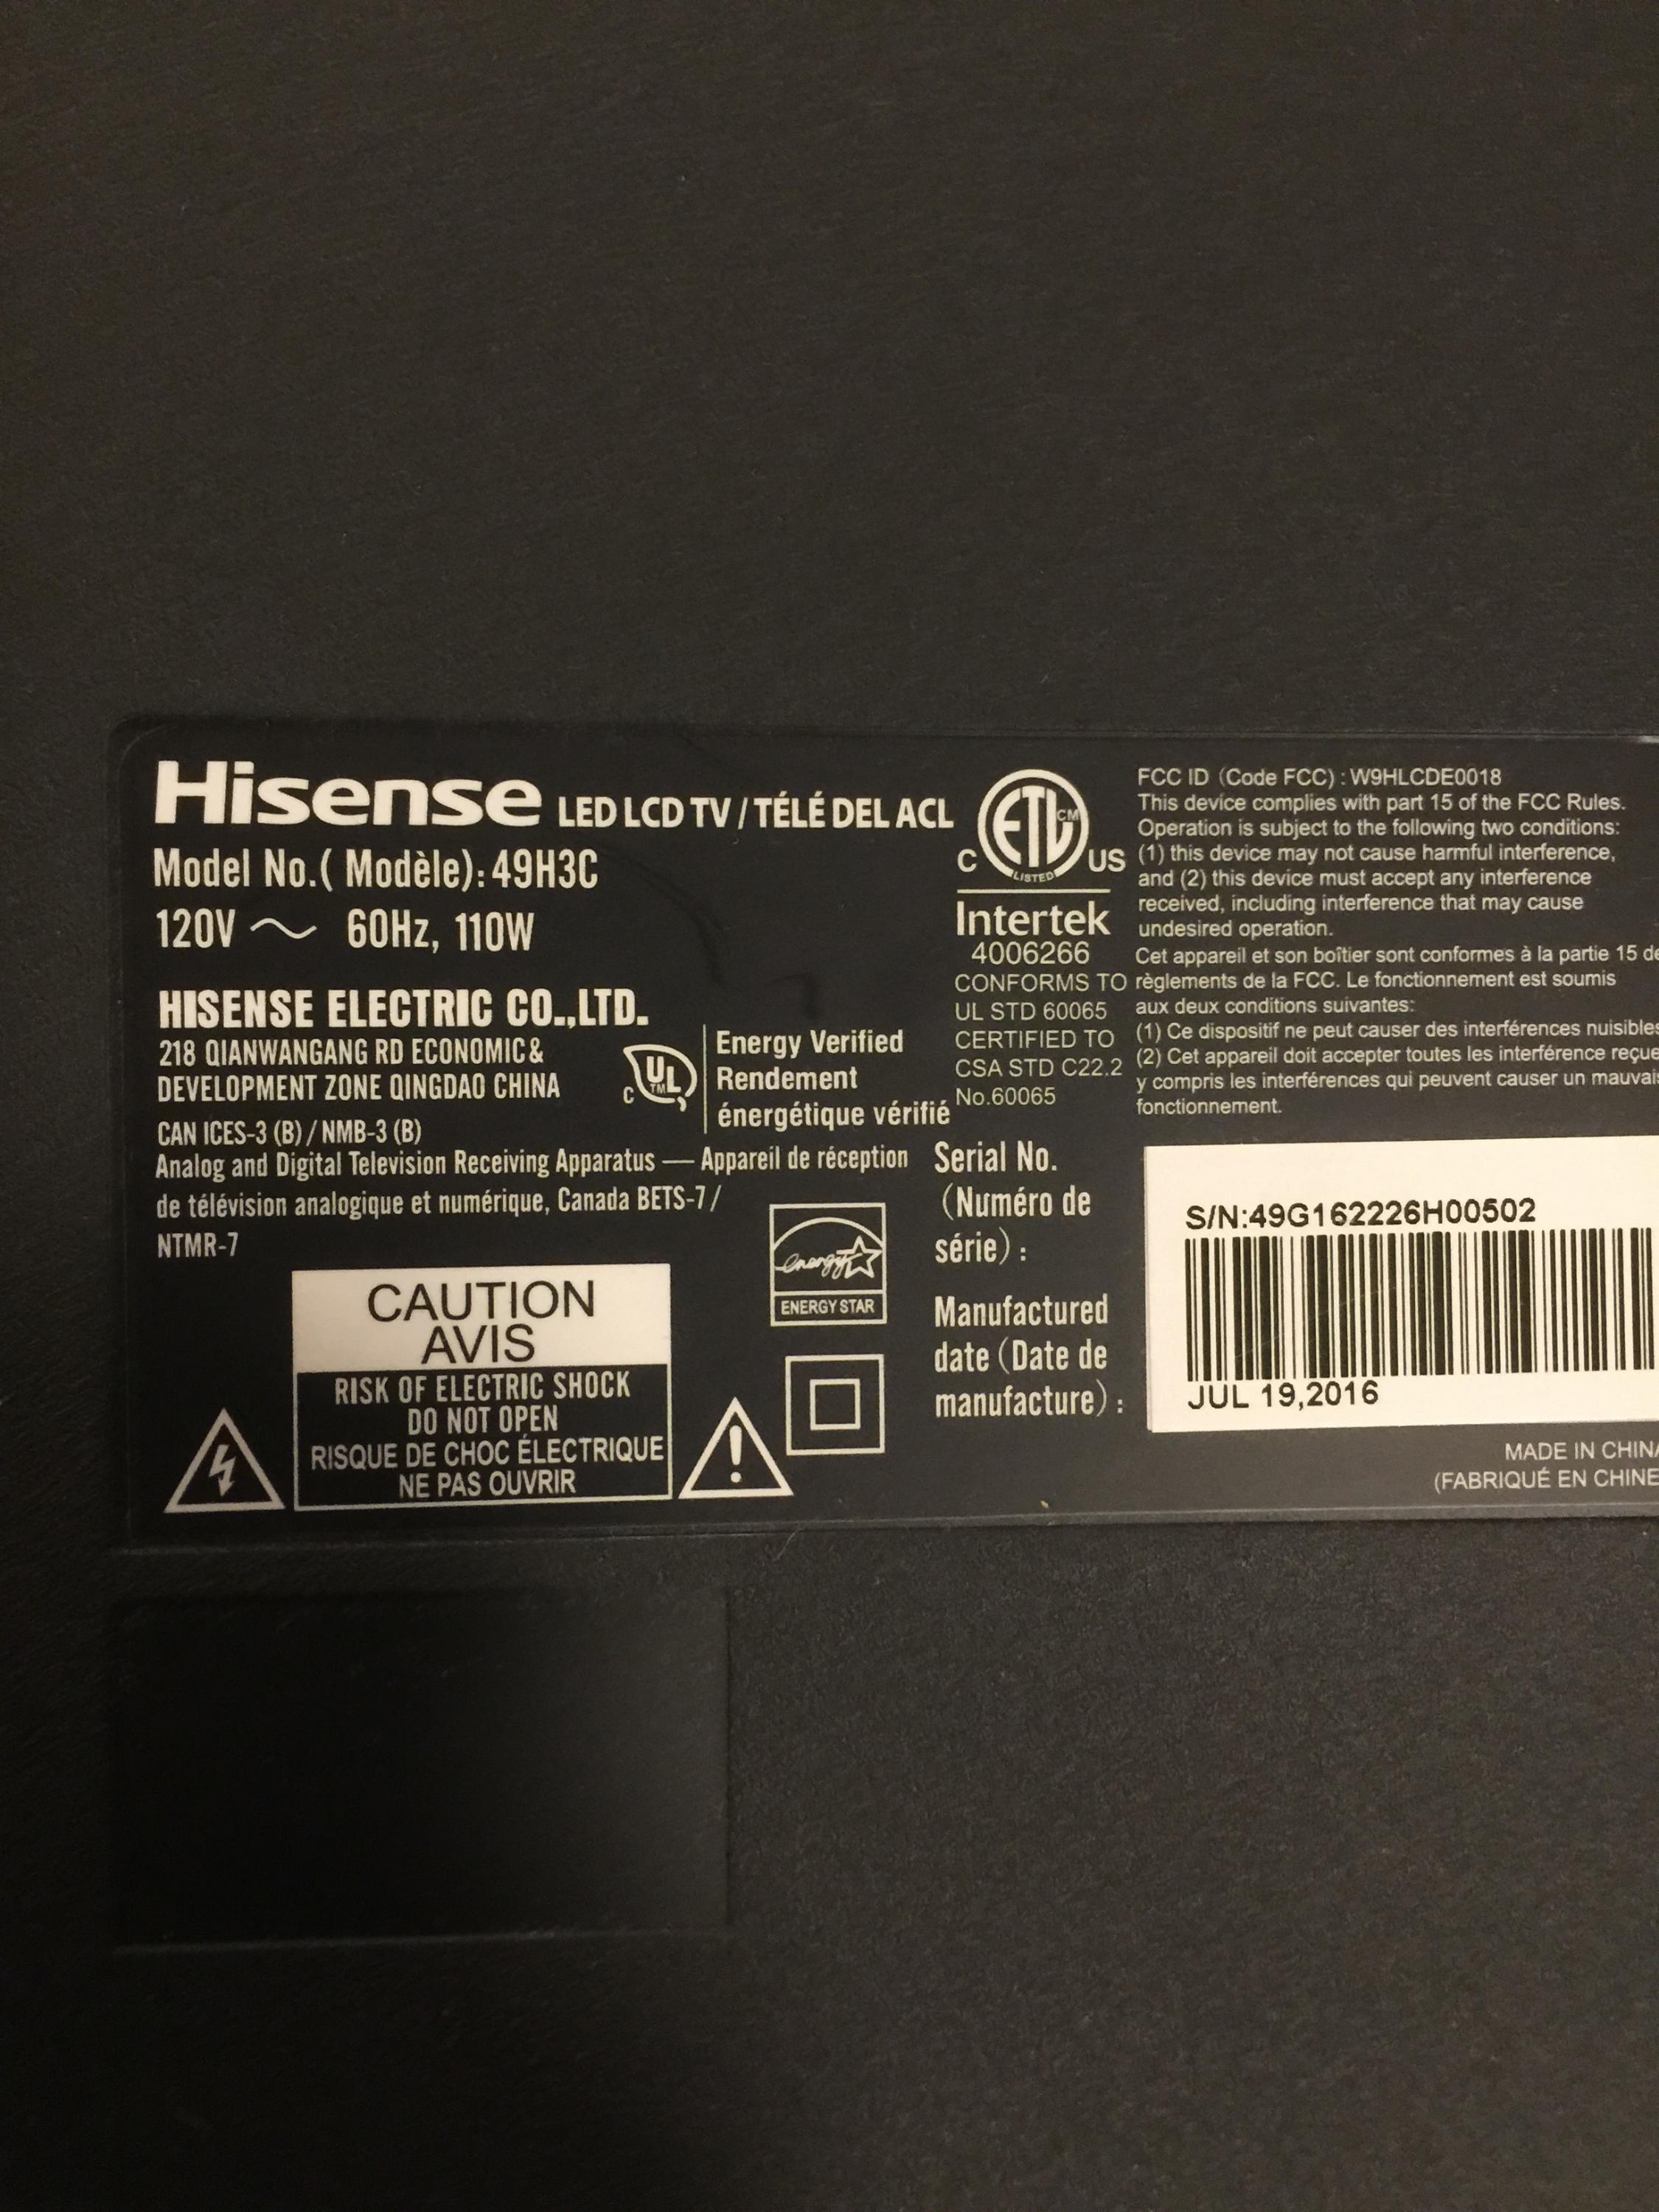 Hisense LED LCD TV / TÉLÉ DEL ACL
Model No.( Modèle): 49H3C
120V ～ 60Hz, 110W
HISENSE ELECTRIC CO.,LTD.
218 QIANWANGANG RD ECONOMIC &
DEVELOPMENT ZONE QINGDAO CHINA
C UL TM
Energy Verified
Rendement
énergétique vérifié
CAN ICES-3 (B) / NMB-3 (B)
Analog and Digital Television Receiving Apparatus — Appareil de réception
de télévision analogique et numérique, Canada BETS-7 /
NTMR-7
CAUTION
AVIS
RISK OF ELECTRIC SHOCK
DO NOT OPEN
RISQUE DE CHOC ÉLECTRIQUE
NE PAS OUVRIR
energy
ENERGY STAR
ETL CM
C LISTED US
Intertek
4006266
CONFORMS TO
UL STD 60065
CERTIFIED TO
CSA STD C22.2
No.60065
FCC ID (Code FCC) : W9HLCDE0018
This device complies with part 15 of the FCC Rules.
Operation is subject to the following two conditions:
(1) this device may not cause harmful interference,
and (2) this device must accept any interference
received, including interference that may cause
undesired operation.
Cet appareil et son boîtier sont conformes à la partie 15 de
règlements de la FCC. Le fonctionnement est soumis
aux deux conditions suivantes:
(1) Ce dispositif ne peut causer des interférences nuisibles
(2) Cet appareil doit accepter toutes les interférence reçue
y compris les interférences qui peuvent causer un mauvais
fonctionnement.
Serial No.
(Numéro de
série) :
S/N:49G162226H00502
Manufactured
date (Date de
manufacture) :
JUL 19,2016
MADE IN CHINA
(FABRIQUÉ EN CHINE